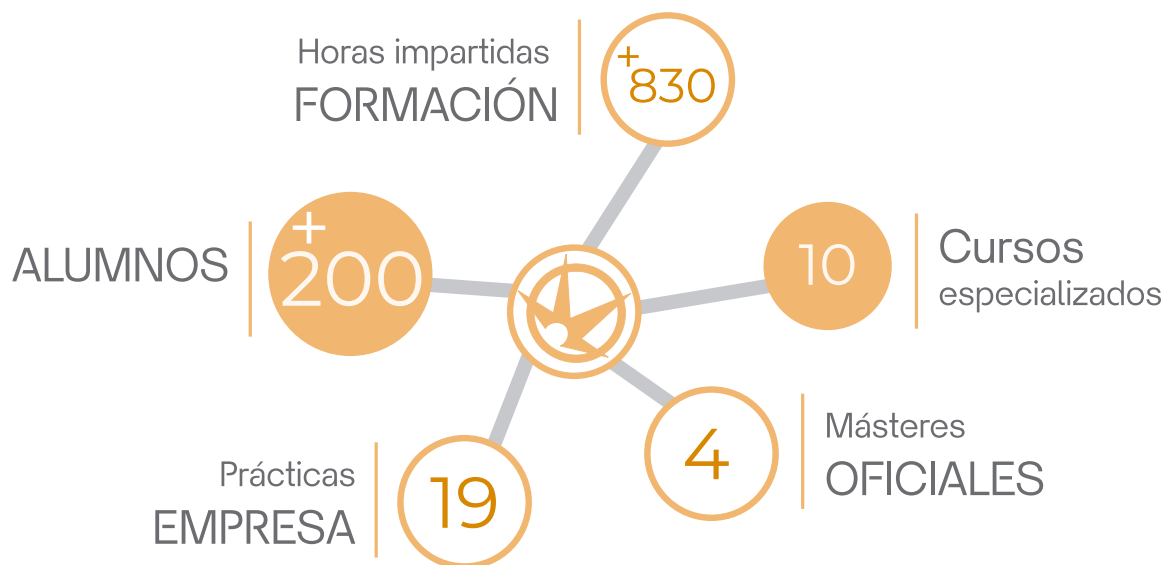 Horas impartidas
FORMACIÓN
+830
ALUMNOS
+200
10
Cursos
especializados
4
Másteres
OFICIALES
Prácticas
EMPRESA
19